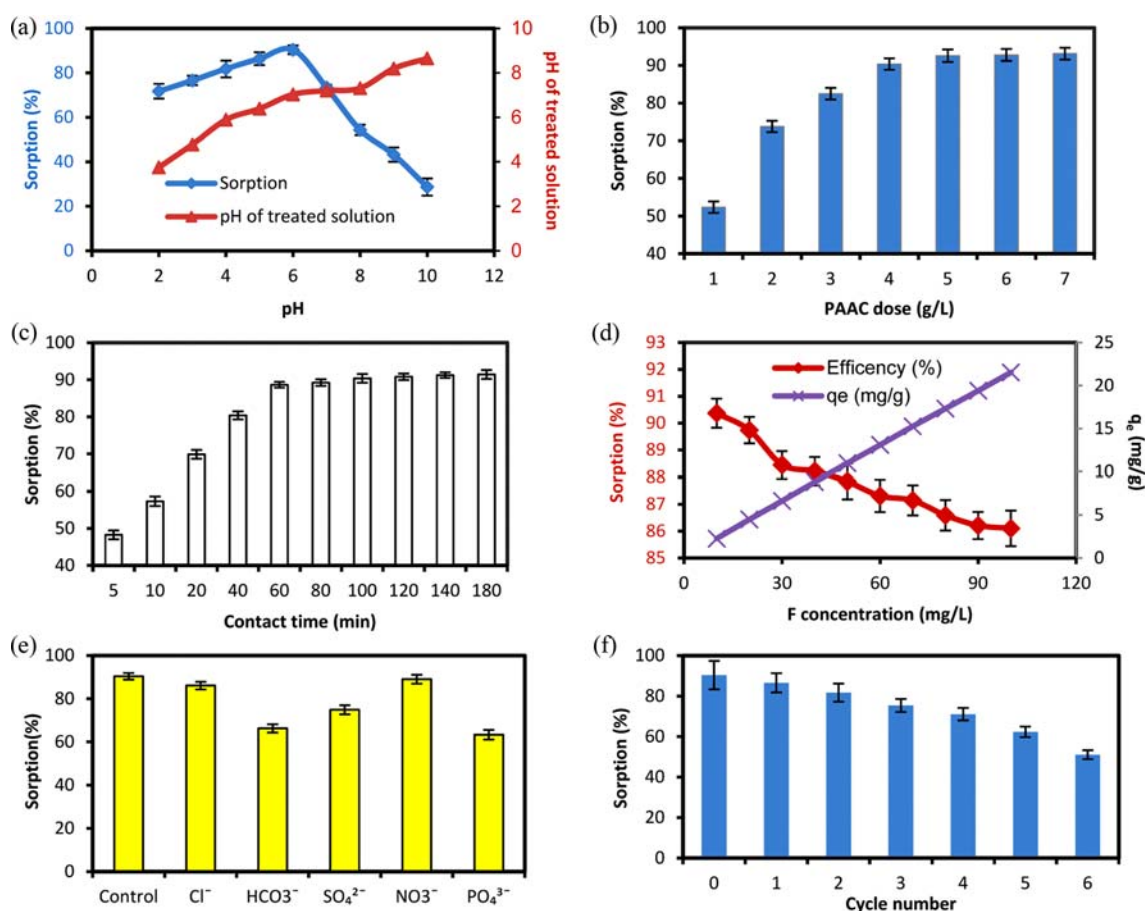 (a)
100
80
60
40
20
0
Sorption (%)
10
8
6
4
2
0
pH of treated solution
Sorption
pH of treated solution
0 2 4 6 8 10 12
pH
(b)
100
90
80
70
60
50
40
Sorption (%)
1 2 3 4 5 6 7
PAAC dose (g/L)
(c)
100
90
80
70
60
50
40
Sorption (%)
5 10 20 40 60 80 100 120 140 180
Contact time (min)
(d)
93
92
91
90
89
88
87
86
85
Sorption (%)
25
20
15
10
5
0
qe (mg/g)
Efficency (%)
qe (mg/g)
0 30 60 90 120
F concentration (mg/L)
(e)
100
80
60
40
20
0
Sorption(%)
Control Cl⁻ HCO3⁻ SO₄²⁻ NO3⁻ PO₄³⁻
(f)
100
80
60
40
20
0
Sorption (%)
0 1 2 3 4 5 6
Cycle number